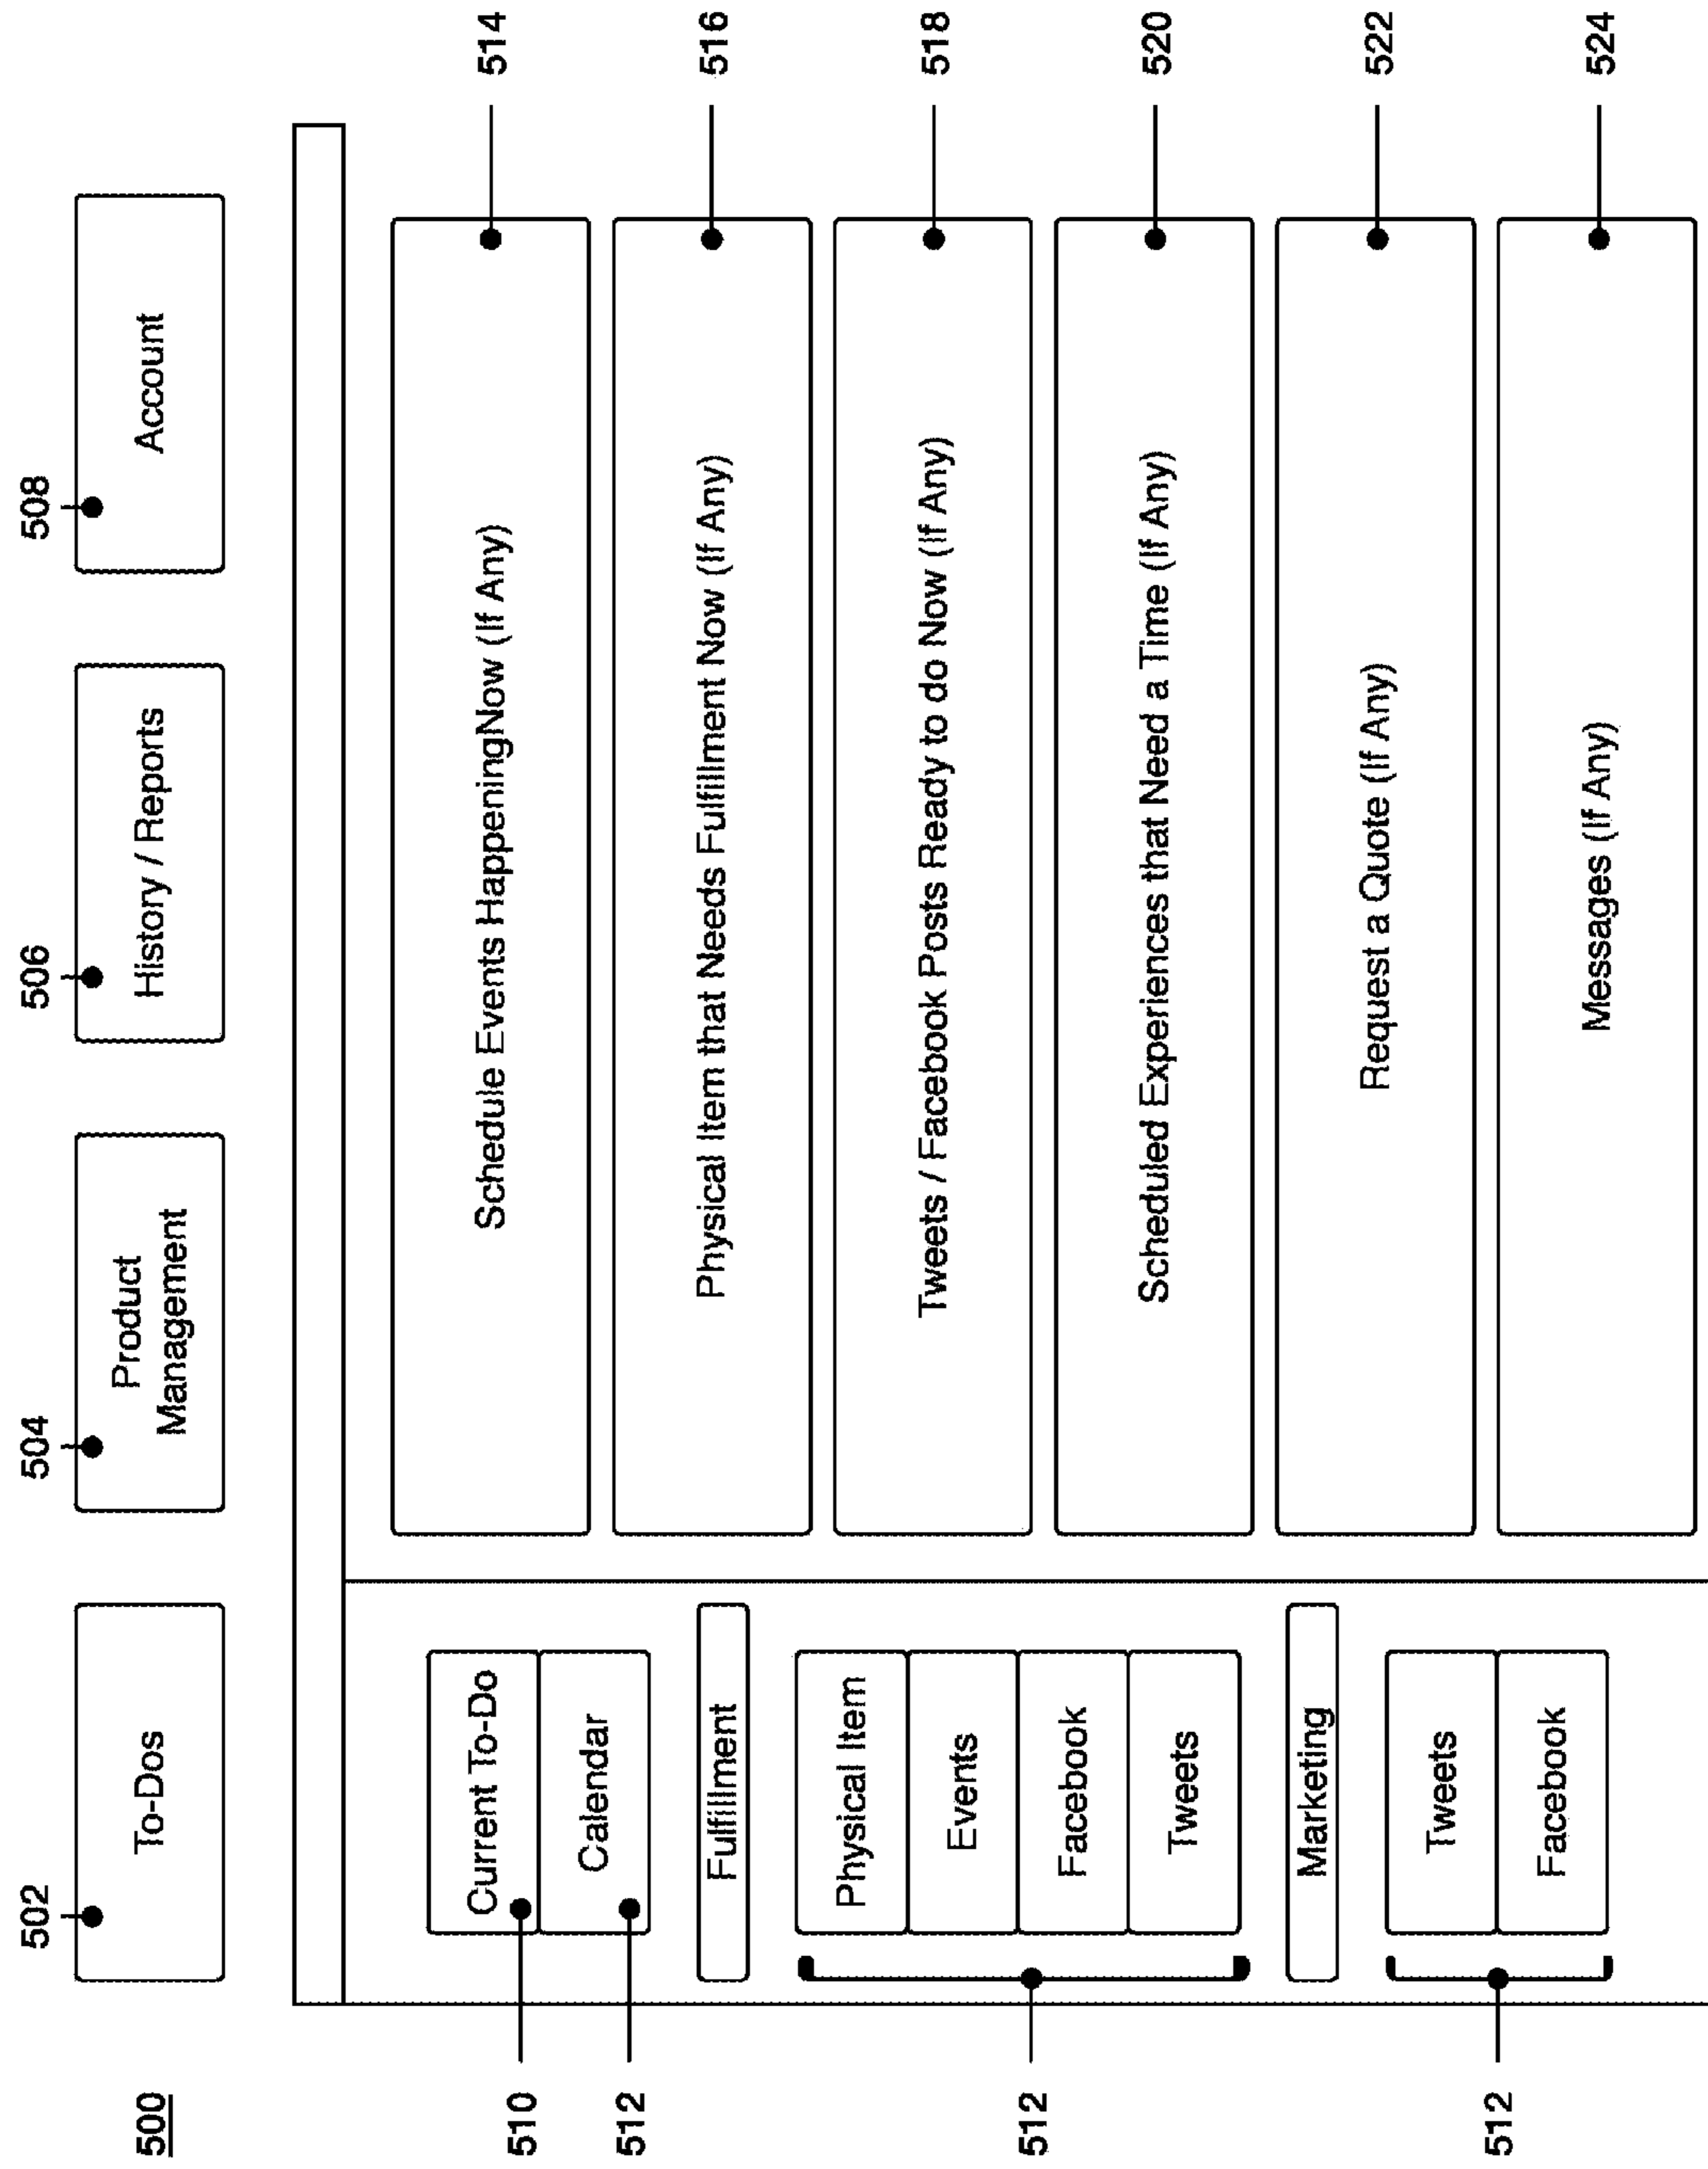 500
502
504
506
508
To-Dos
Product
Management
History / Reports
Account
510
Current To-Do
512
Calendar
Fulfillment
512
Physical Item
Events
Facebook
Tweets
Marketing
512
Tweets
Facebook
Schedule Events HappeningNow (If Any)
514
Physical Item that Needs Fulfillment Now (If Any)
516
Tweets / Facebook Posts Ready to do Now (If Any)
518
Scheduled Experiences that Need a Time (If Any)
520
Request a Quote (If Any)
522
Messages (If Any)
524